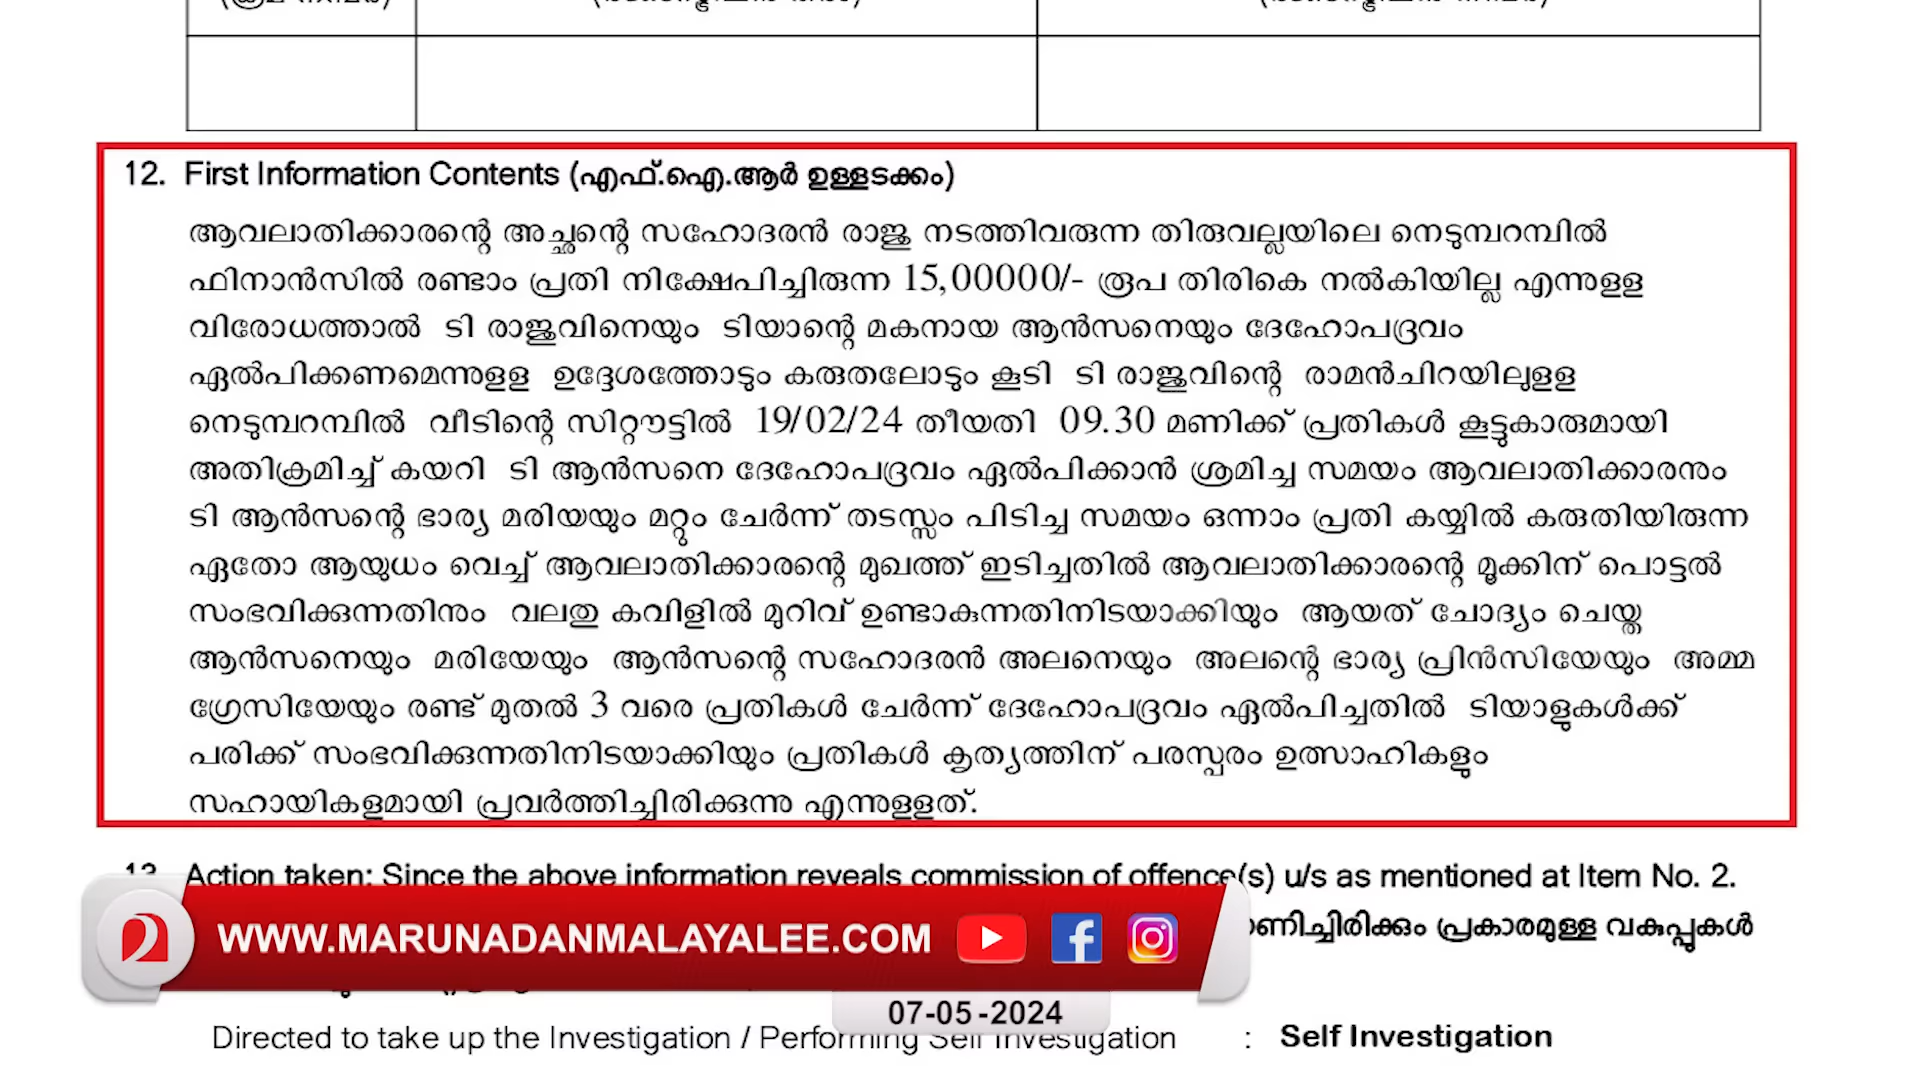 12. First Information Contents (എഫ്.ഐ.ആർ ഉള്ളടക്കം)
ആവലാതിക്കാരന്റെ അച്ഛന്റെ സഹോദരൻ രാജു നടത്തിവരുന്ന തിരുവല്ലയിലെ നെടുമ്പറമ്പിൽ
ഫിനാൻസിൽ രണ്ടാം പ്രതി നിക്ഷേപിച്ചിരുന്ന 15,00000/- രൂപ തിരികെ നൽകിയില്ല എന്നുളള
വിരോധത്താൽ ടി രാജുവിനെയും ടിയാന്റെ മകനായ ആൻസനെയും ദേഹോപദ്രവം
ഏൽപിക്കണമെന്നുളള ഉദ്ദേശത്തോടും കരുതലോടും കൂടി ടി രാജുവിന്റെ രാമൻചിറയിലുളള
നെടുമ്പറമ്പിൽ വീടിന്റെ സിറ്റൗട്ടിൽ 19/02/24 തീയതി 09.30 മണിക്ക് പ്രതികൾ കൂട്ടുകാരുമായി
അതിക്രമിച്ച് കയറി ടി ആൻസനെ ദേഹോപദ്രവം ഏൽപിക്കാൻ ശ്രമിച്ച സമയം ആവലാതിക്കാരനും
ടി ആൻസന്റെ ഭാര്യ മരിയയും മറ്റും ചേർന്ന് തടസ്സം പിടിച്ച സമയം ഒന്നാം പ്രതി കയ്യിൽ കരുതിയിരുന്ന
ഏതോ ആയുധം വെച്ച് ആവലാതിക്കാരന്റെ മുഖത്ത് ഇടിച്ചതിൽ ആവലാതിക്കാരന്റെ മൂക്കിന് പൊട്ടൽ
സംഭവിക്കുന്നതിനും വലതു കവിളിൽ മുറിവ് ഉണ്ടാകുന്നതിനിടയാക്കിയും ആയത് ചോദ്യം ചെയ്ത
ആൻസനെയും മരിയേയും ആൻസന്റെ സഹോദരൻ അലനെയും അലന്റെ ഭാര്യ പ്രിൻസിയേയും അമ്മ
ഗ്രേസിയേയും രണ്ട് മുതൽ 3 വരെ പ്രതികൾ ചേർന്ന് ദേഹോപദ്രവം ഏൽപിച്ചതിൽ ടിയാളുകൾക്ക്
പരിക്ക് സംഭവിക്കുന്നതിനിടയാക്കിയും പ്രതികൾ കൃത്യത്തിന് പരസ്പരം ഉത്സാഹികളും
സഹായികളുമായി പ്രവർത്തിച്ചിരിക്കുന്നു എന്നുളളത്.
13. Action taken: Since the above information reveals commission of offence(s) u/s as mentioned at Item No. 2.
പ്രകാരമുള്ള വകുപ്പുകൾ
WWW.MARUNADANMALAYALEE.COM
07-05-2024
Directed to take up the Investigation / Performing Self Investigation : Self Investigation